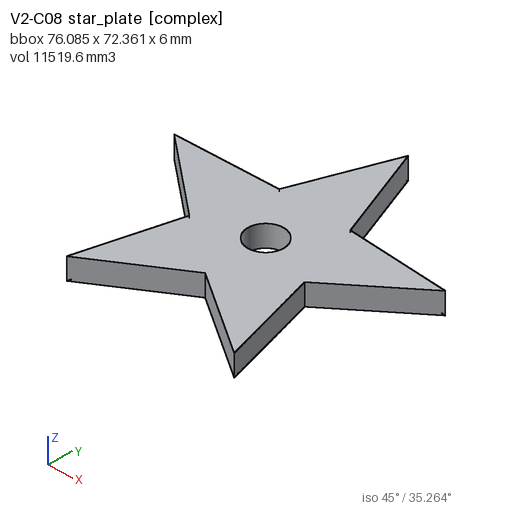 V2-C08 star_plate [complex]
bbox 76.085 x 72.361 x 6 mm
vol 11519.6 mm3
Z
Y
X
iso 45° / 35.264°